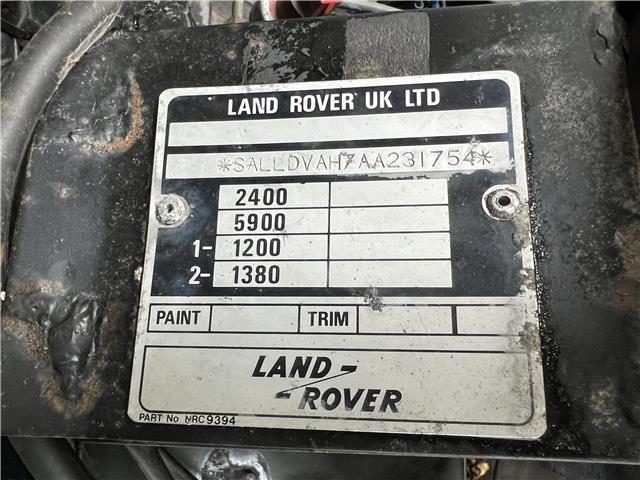 LAND ROVER UK LTD
*SALLDVAH7AA231754*
2400
5900
1- 1200
2- 1380
PAINT TRIM
LAND-
-ROVER
PART No NRC9394